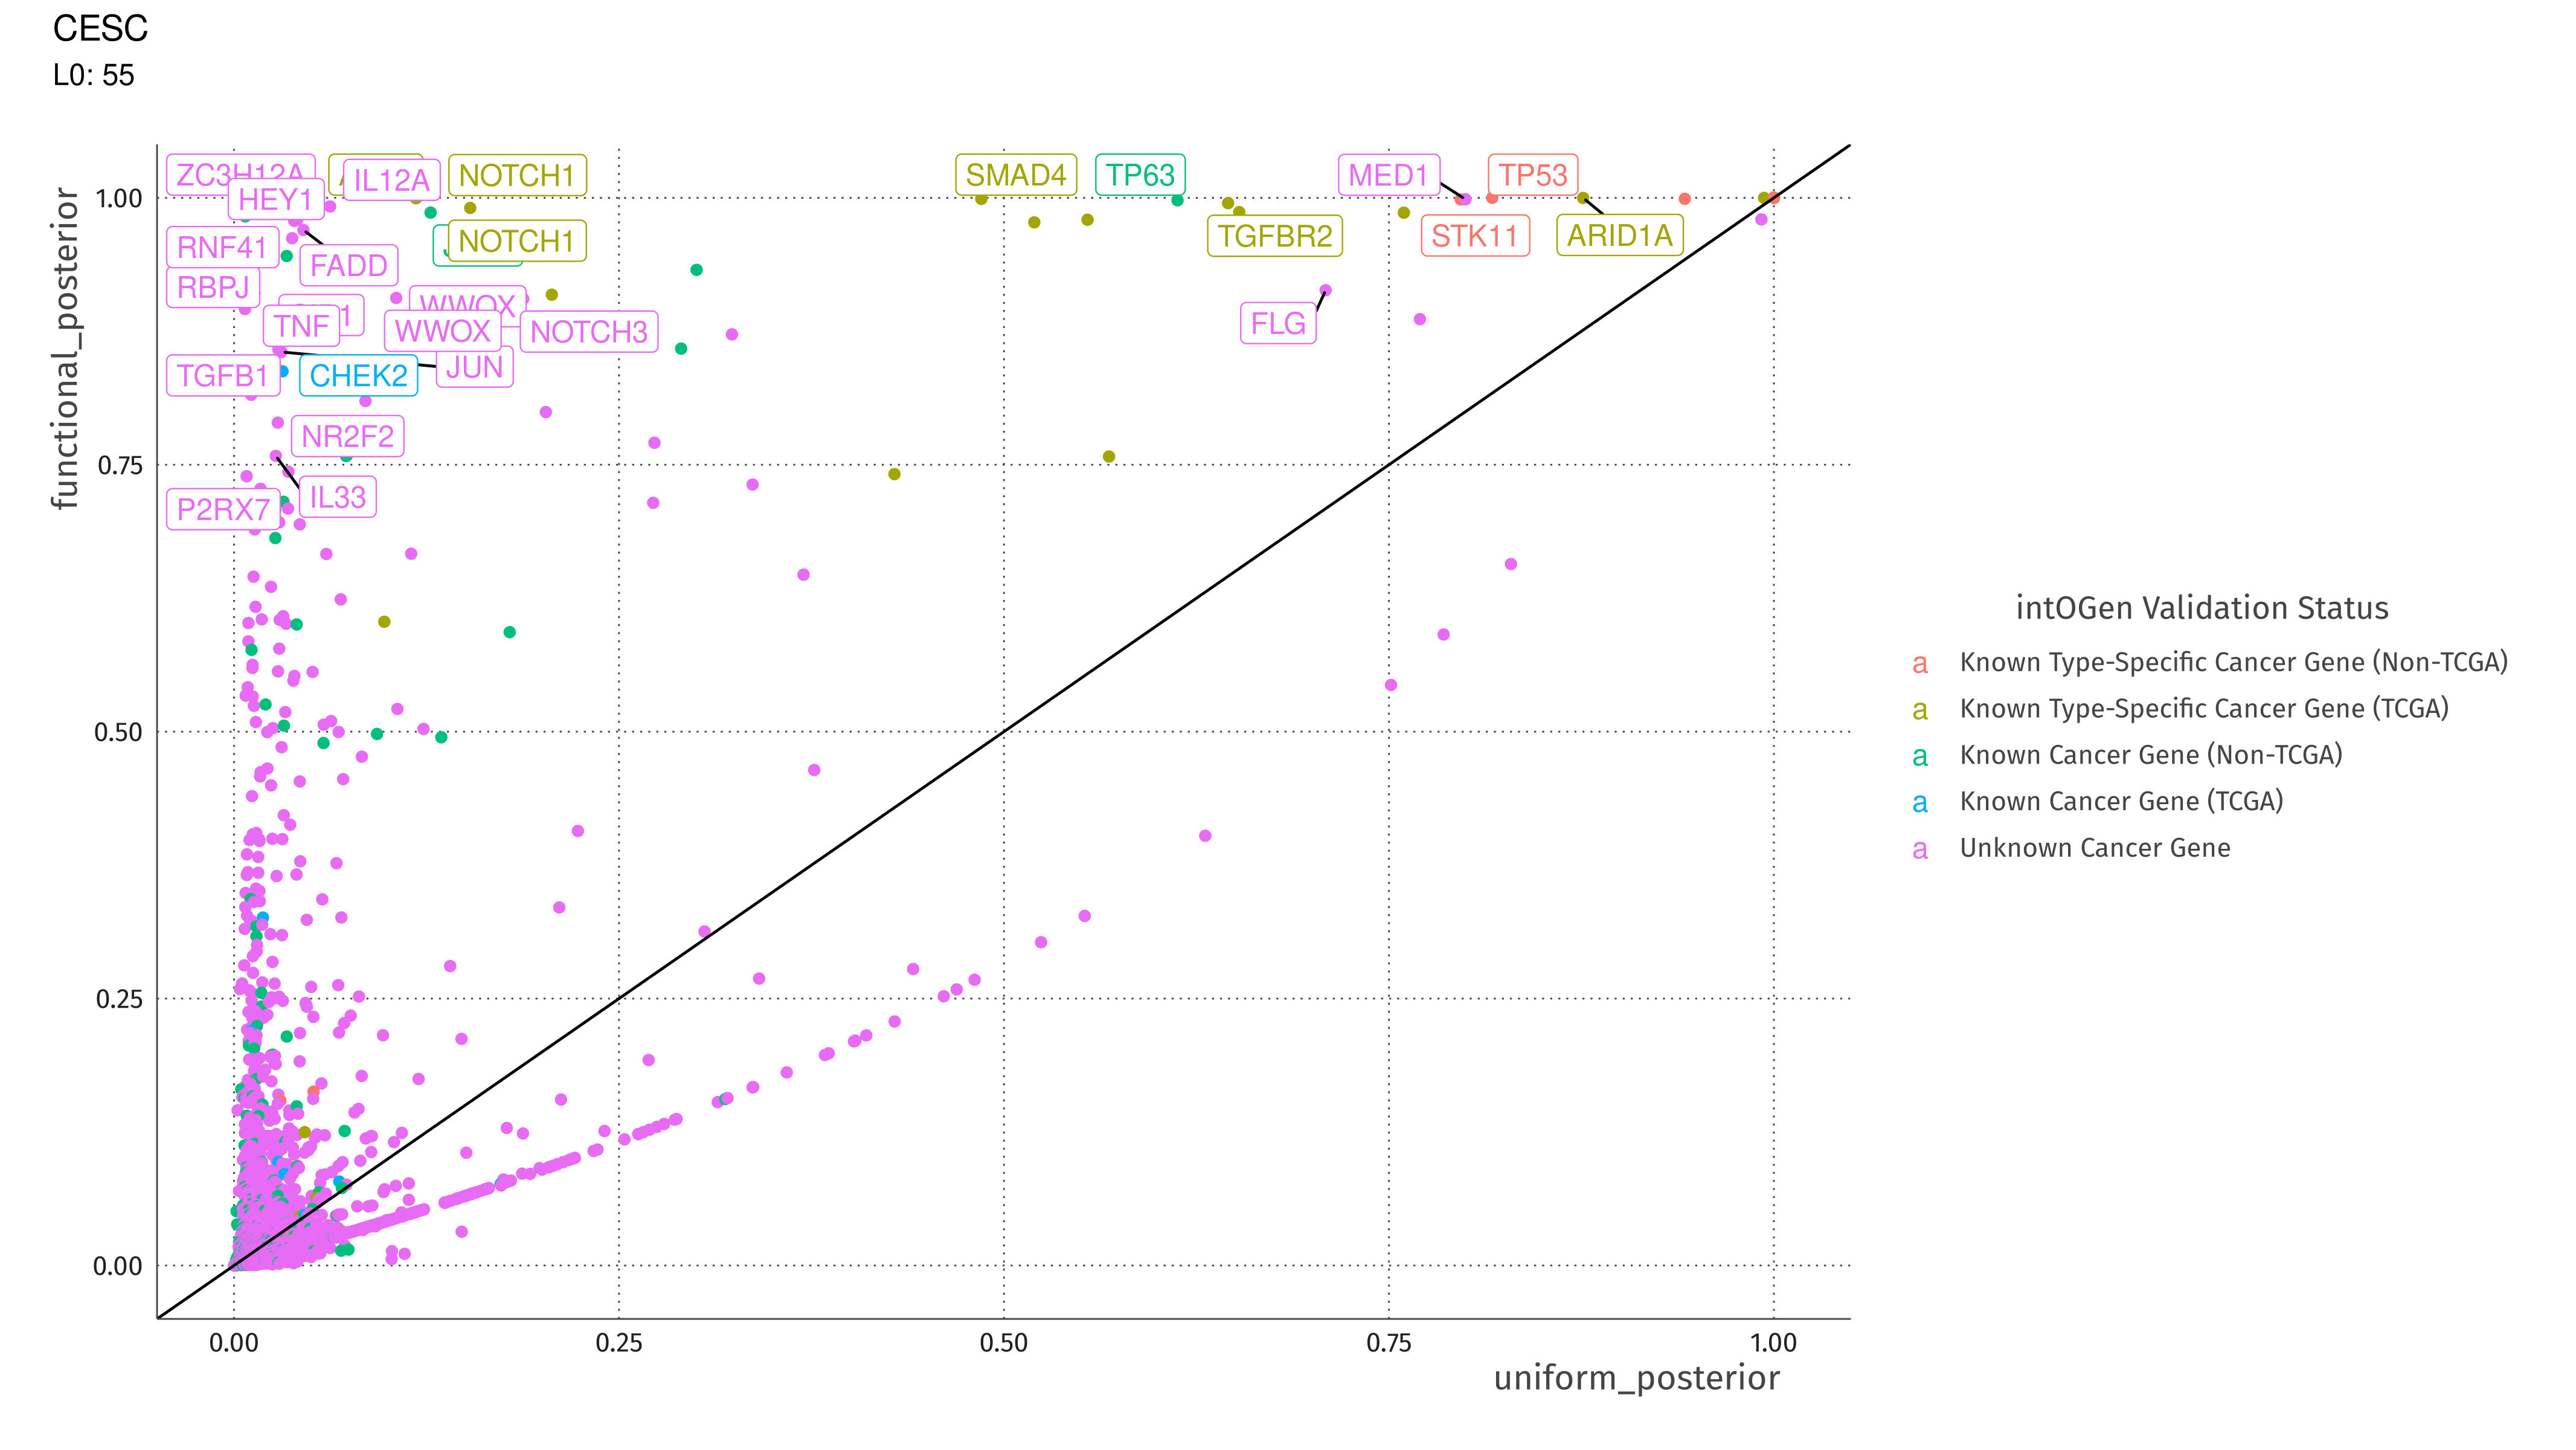 CESC
L0: 55
ZC3H12A
IL12A
NOTCH1
HEY1
SMAD4
TP63
MED1
TP53
RNF41
FADD
NOTCH1
TGFBR2
STK11
ARID1A
RBPJ
WWOX
TNF
WWOX
NOTCH3
FLG
TGFB1
CHEK2
JUN
NR2F2
IL33
P2RX7
functional_posterior
1.00
0.75
0.50
0.25
0.00
0.00
0.25
0.50
0.75
1.00
uniform_posterior
intOGen Validation Status
a Known Type-Specific Cancer Gene (Non-TCGA)
a Known Type-Specific Cancer Gene (TCGA)
a Known Cancer Gene (Non-TCGA)
a Known Cancer Gene (TCGA)
a Unknown Cancer Gene